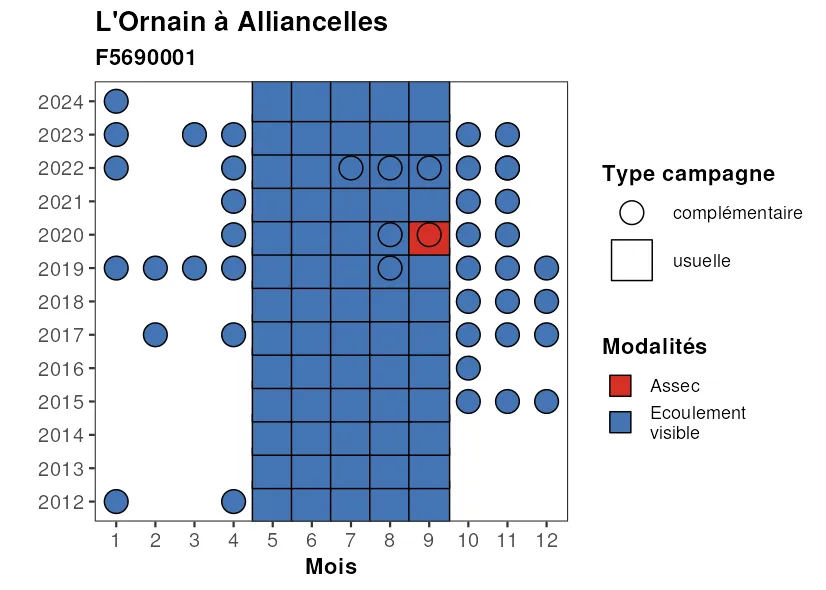 L'Ornain à Alliancelles
F5690001
2024
2023
2022
2021
2020
2019
2018
2017
2016
2015
2014
2013
2012
1 2 3 4 5 6 7 8 9 10 11 12
Mois
Type campagne
complémentaire
usuelle
Modalités
Assec
Ecoulement
visible